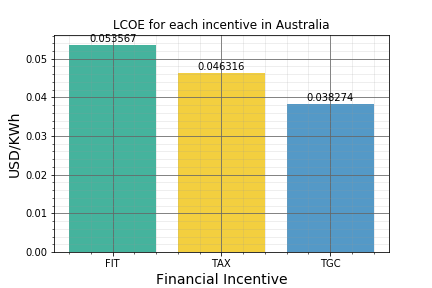 LCOE for each incentive in Australia
0.053567
0.046316
0.038274
USD/KWh
0.05
0.04
0.03
0.02
0.01
0.00
FIT
TAX
TGC
Financial Incentive